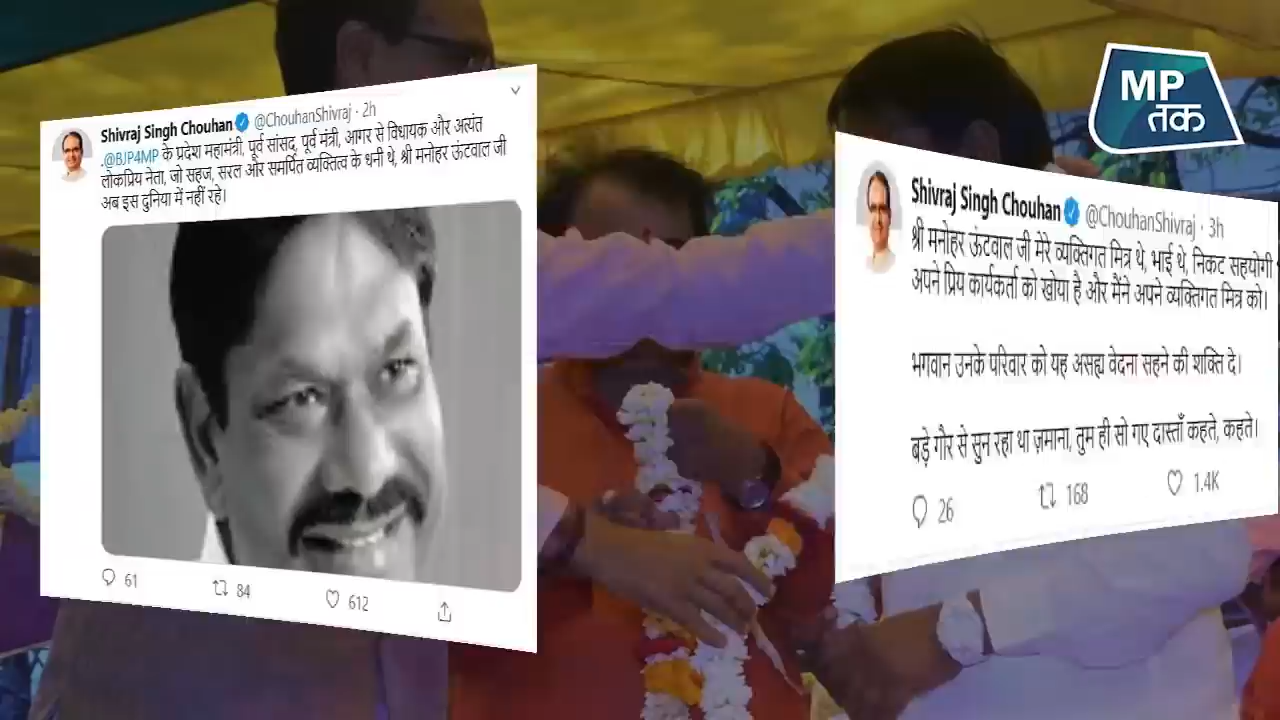 Shivraj Singh Chouhan @ChouhanShivraj · 2h
.@BJP4MP के प्रदेश महामंत्री, पूर्व सांसद, पूर्व मंत्री, आगर से विधायक और अत्यंत
लोकप्रिय नेता, जो सहज, सरल और समर्पित व्यक्तित्व के धनी थे, श्री मनोहर ऊंटवाल जी
अब इस दुनिया में नहीं रहे।
61 84 612
MP
तक
Shivraj Singh Chouhan @ChouhanShivraj · 3h
श्री मनोहर ऊंटवाल जी मेरे व्यक्तिगत मित्र थे, भाई थे, निकट सहयोगी
अपने प्रिय कार्यकर्ता को खोया है और मैंने अपने व्यक्तिगत मित्र को।
भगवान उनके परिवार को यह असह्य वेदना सहने की शक्ति दे।
बड़े गौर से सुन रहा था ज़माना, तुम ही सो गए दास्ताँ कहते, कहते।
26 168 1.4K